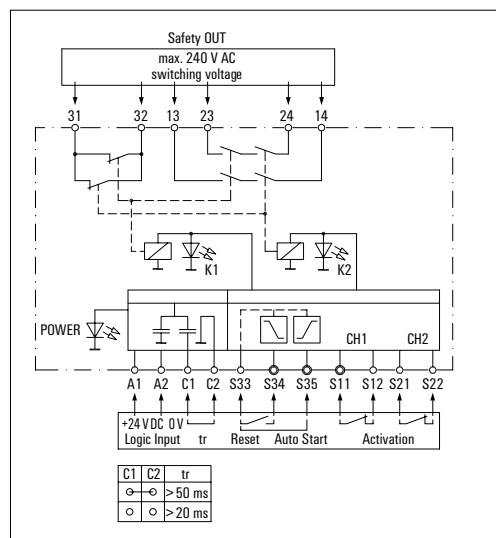 Safety OUT
max. 240 V AC
switching voltage
31 32 13 23 24 14
K1 K2
POWER
CH1 CH2
A1 A2 C1 C2 S33 S34 S35 S11 S12 S21 S22
+24 V DC 0 V
Logic Input tr Reset Auto Start Activation
C1 C2 tr
>50 ms
>20 ms